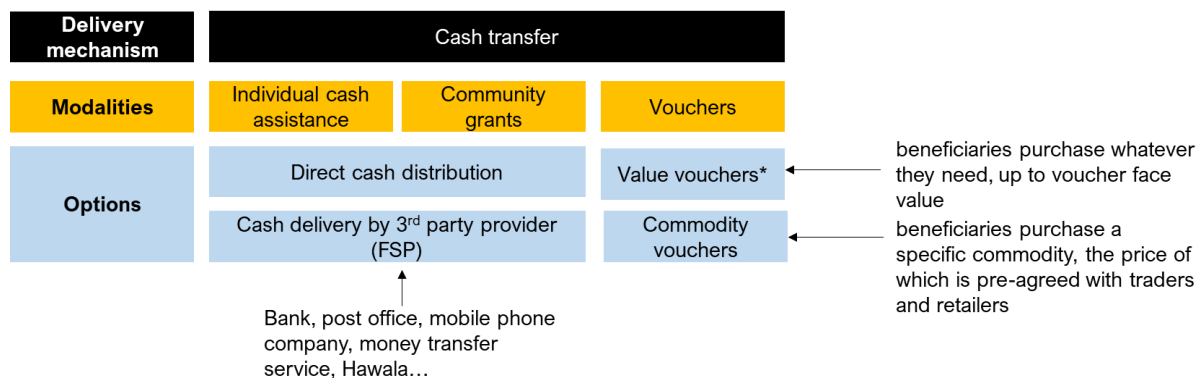 Delivery
mechanism
Cash transfer
Modalities
Individual cash
assistance
Community
grants
Vouchers
Options
Direct cash distribution
Value vouchers*
beneficiaries purchase whatever
they need, up to voucher face
value
Cash delivery by 3rd party provider
(FSP)
Commodity
vouchers
beneficiaries purchase a
specific commodity, the price of
which is pre-agreed with traders
and retailers
Bank, post office, mobile phone
company, money transfer
service, Hawala…